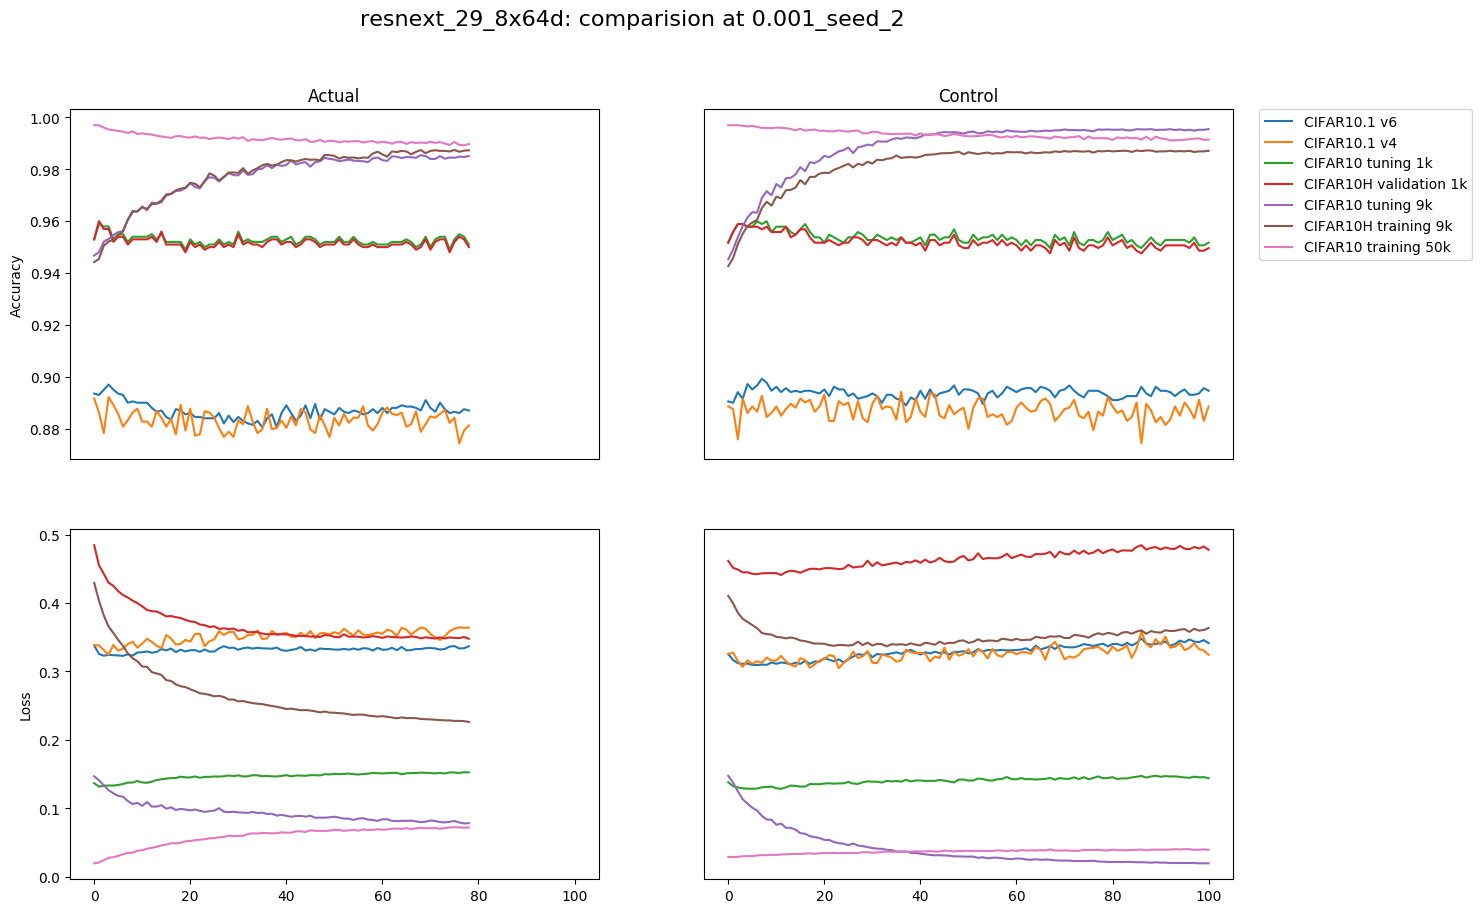 resnext_29_8x64d: comparision at 0.001_seed_2
Actual
Control
1.00
0.98
0.96
0.94
0.92
0.90
0.88
Accuracy
CIFAR10.1 v6
CIFAR10.1 v4
CIFAR10 tuning 1k
CIFAR10H validation 1k
CIFAR10 tuning 9k
CIFAR10H training 9k
CIFAR10 training 50k
0.5
0.4
0.3
0.2
0.1
0.0
Loss
0 20 40 60 80 100
0 20 40 60 80 100